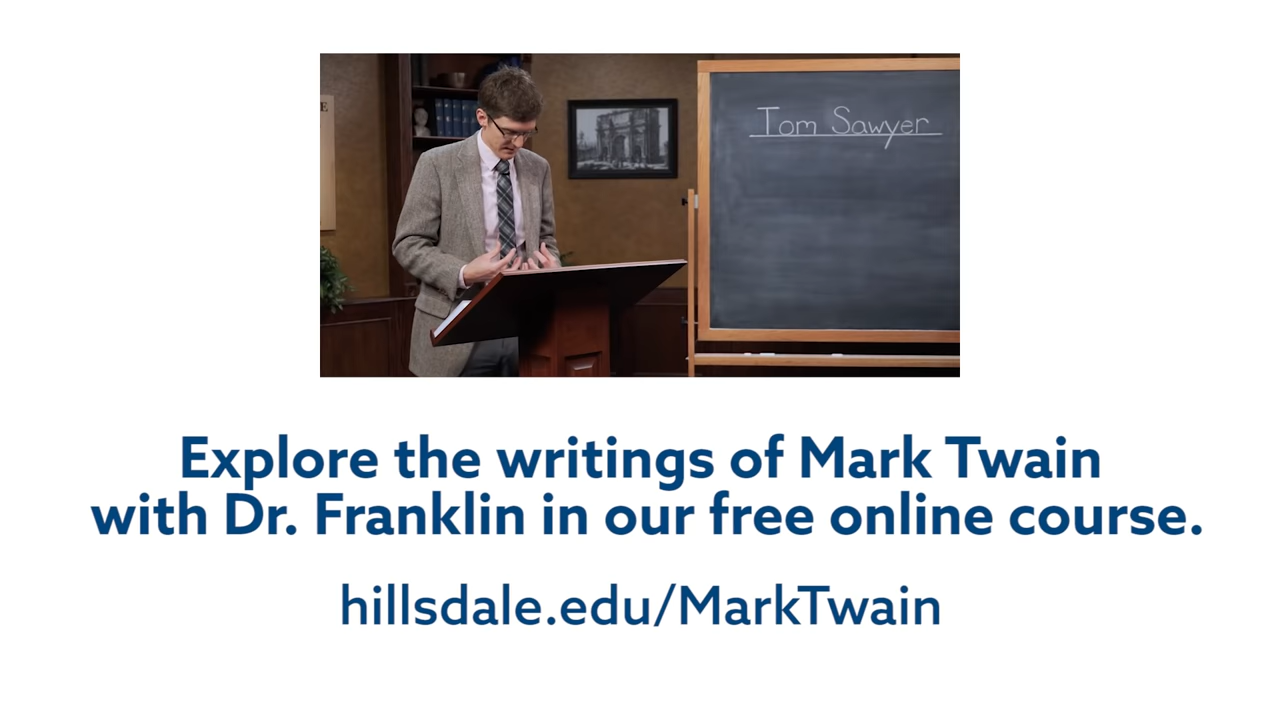 E
Tom Sawyer
Explore the writings of Mark Twain
with Dr. Franklin in our free online course.
hillsdale.edu/MarkTwain